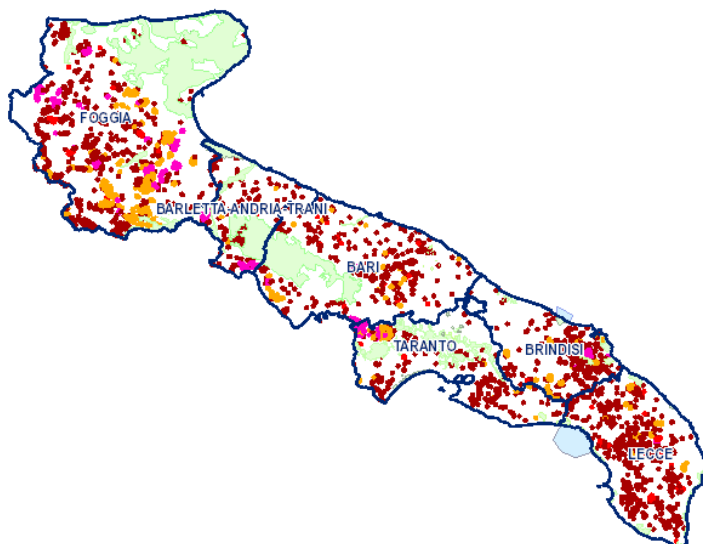 FOGGIA
BARLETTA-ANDRIA-TRANI
BARI
TARANTO
BRINDISI
LECCE